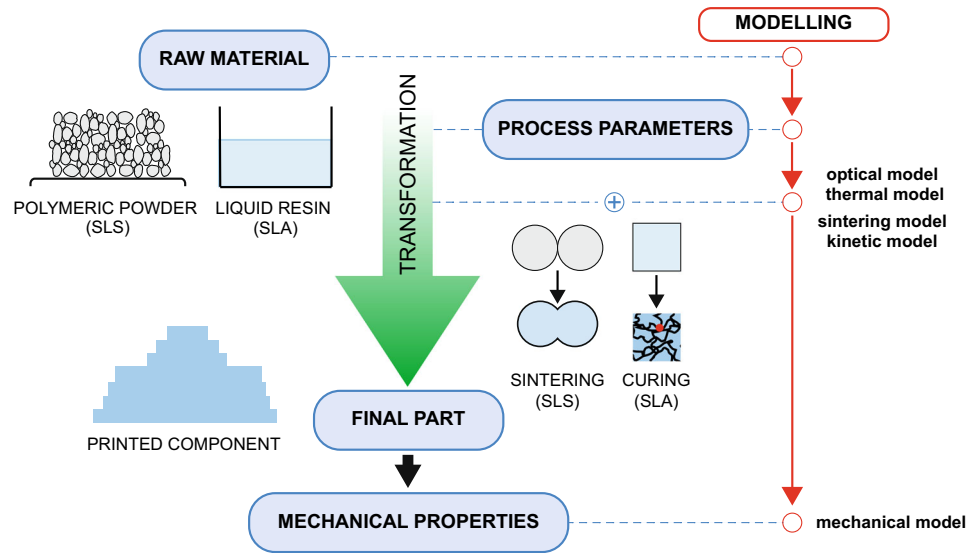 MODELLING
RAW MATERIAL
TRANSFORMATION
PROCESS PARAMETERS
POLYMERIC POWDER
(SLS)
LIQUID RESIN
(SLA)
optical model
thermal model
sintering model
kinetic model
SINTERING
(SLS)
CURING
(SLA)
PRINTED COMPONENT
FINAL PART
MECHANICAL PROPERTIES
mechanical model